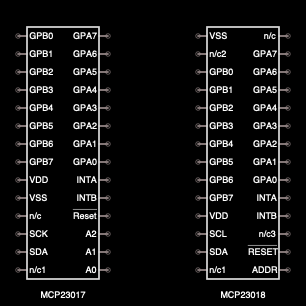 GPB0 GPA7 VSS n/c
GPB1 GPA6 n/c2 GPA7
GPB2 GPA5 GPB0 GPA6
GPB3 GPA4 GPB1 GPA5
GPB4 GPA3 GPB2 GPA4
GPB5 GPA2 GPB3 GPA3
GPB6 GPA1 GPB4 GPA2
GPB7 GPA0 GPB5 GPA1
VDD INTA GPB6 GPA0
VSS INTB GPB7 INTA
n/c Reset VDD INTB
SCK A2 SCL n/c3
SDA A1 SDA RESET
n/c1 A0 n/c1 ADDR
MCP23017 MCP23018